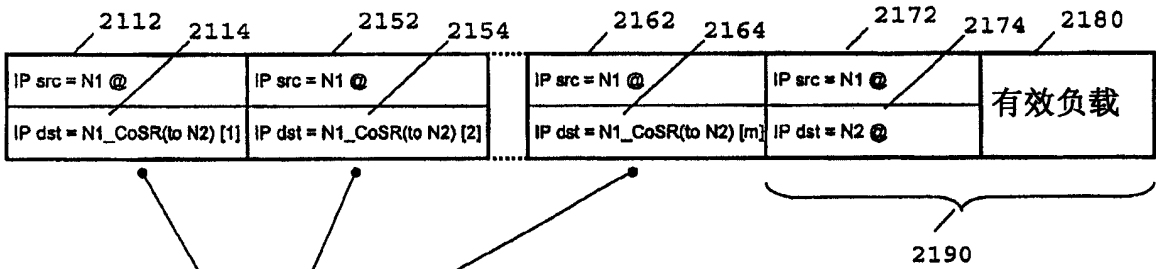 2112 2152 2162 2172 2180
2114 2154 2164 2174
IP src = N1 @ IP src = N1 @ IP src = N1 @ IP src = N1 @
有效负载
IP dst = N1_CoSR(to N2) [1] IP dst = N1_CoSR(to N2) [2] IP dst = N1_CoSR(to N2) [m] IP dst = N2 @
2190